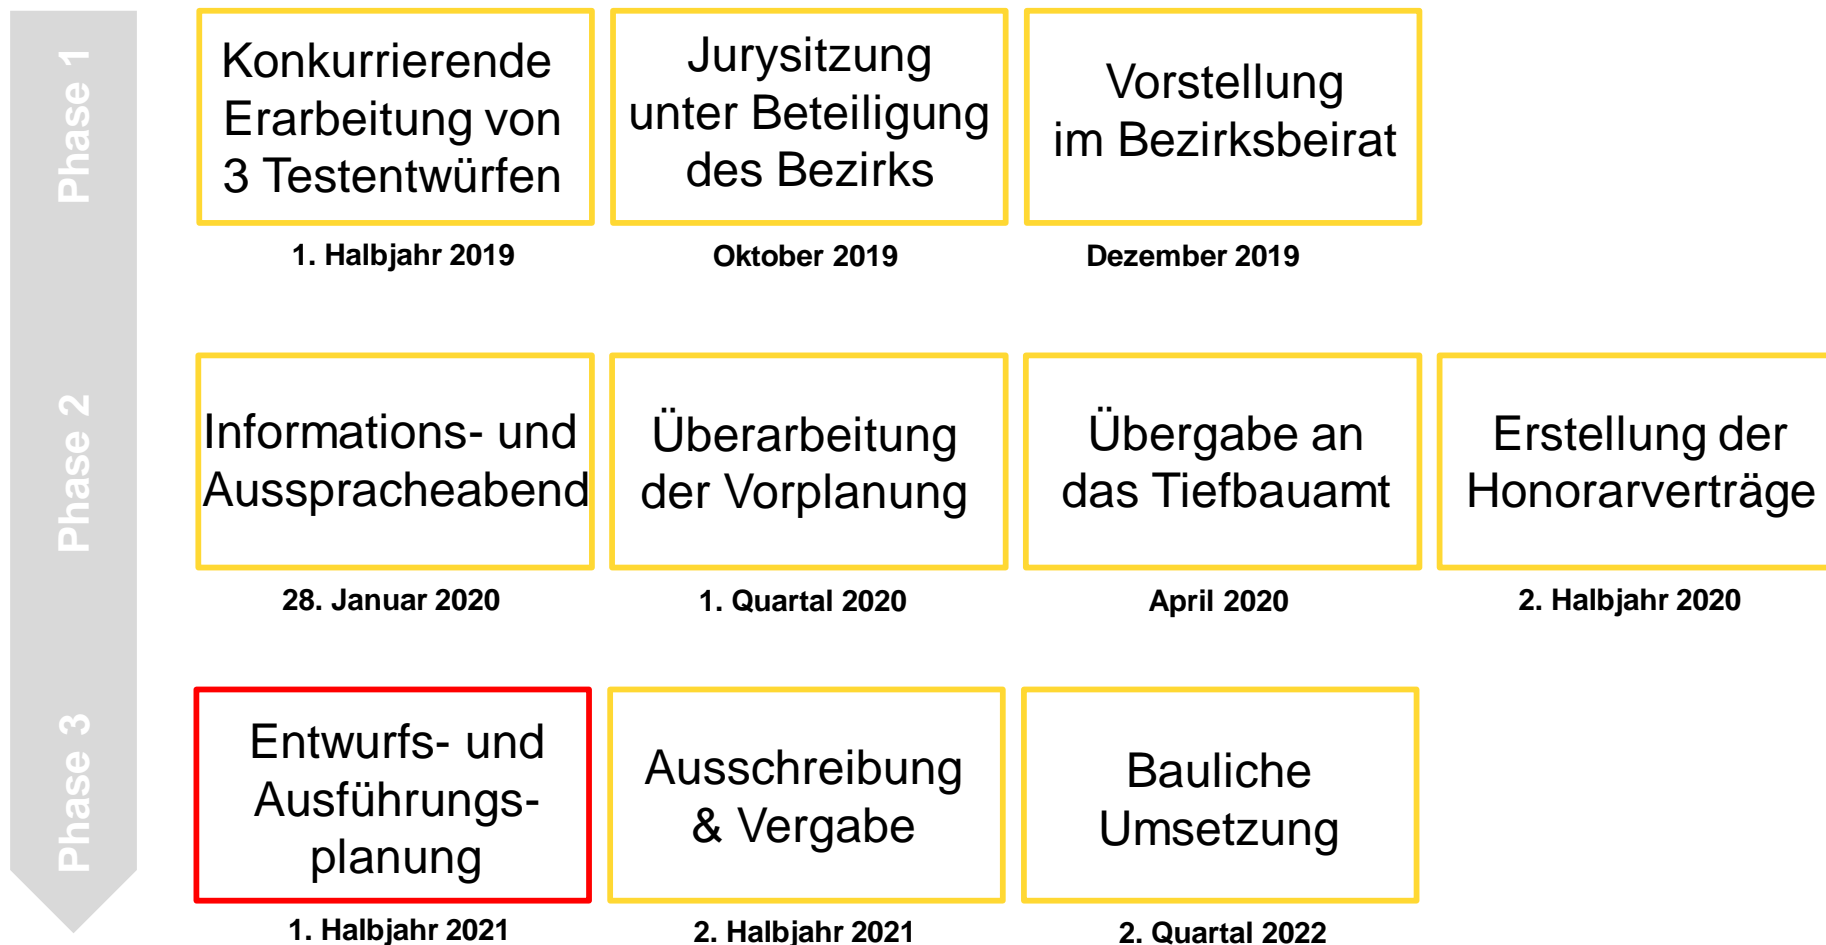 Phase 1
Konkurrierende
Erarbeitung von
3 Testentwürfen
1. Halbjahr 2019
Jurysitzung
unter Beteiligung
des Bezirks
Oktober 2019
Vorstellung
im Bezirksbeirat
Dezember 2019
Phase 2
Informations- und
Ausspracheabend
28. Januar 2020
Überarbeitung
der Vorplanung
1. Quartal 2020
Übergabe an
das Tiefbauamt
April 2020
Erstellung der
Honorarverträge
2. Halbjahr 2020
Phase 3
Entwurfs- und
Ausführungs-
planung
1. Halbjahr 2021
Ausschreibung
& Vergabe
2. Halbjahr 2021
Bauliche
Umsetzung
2. Quartal 2022